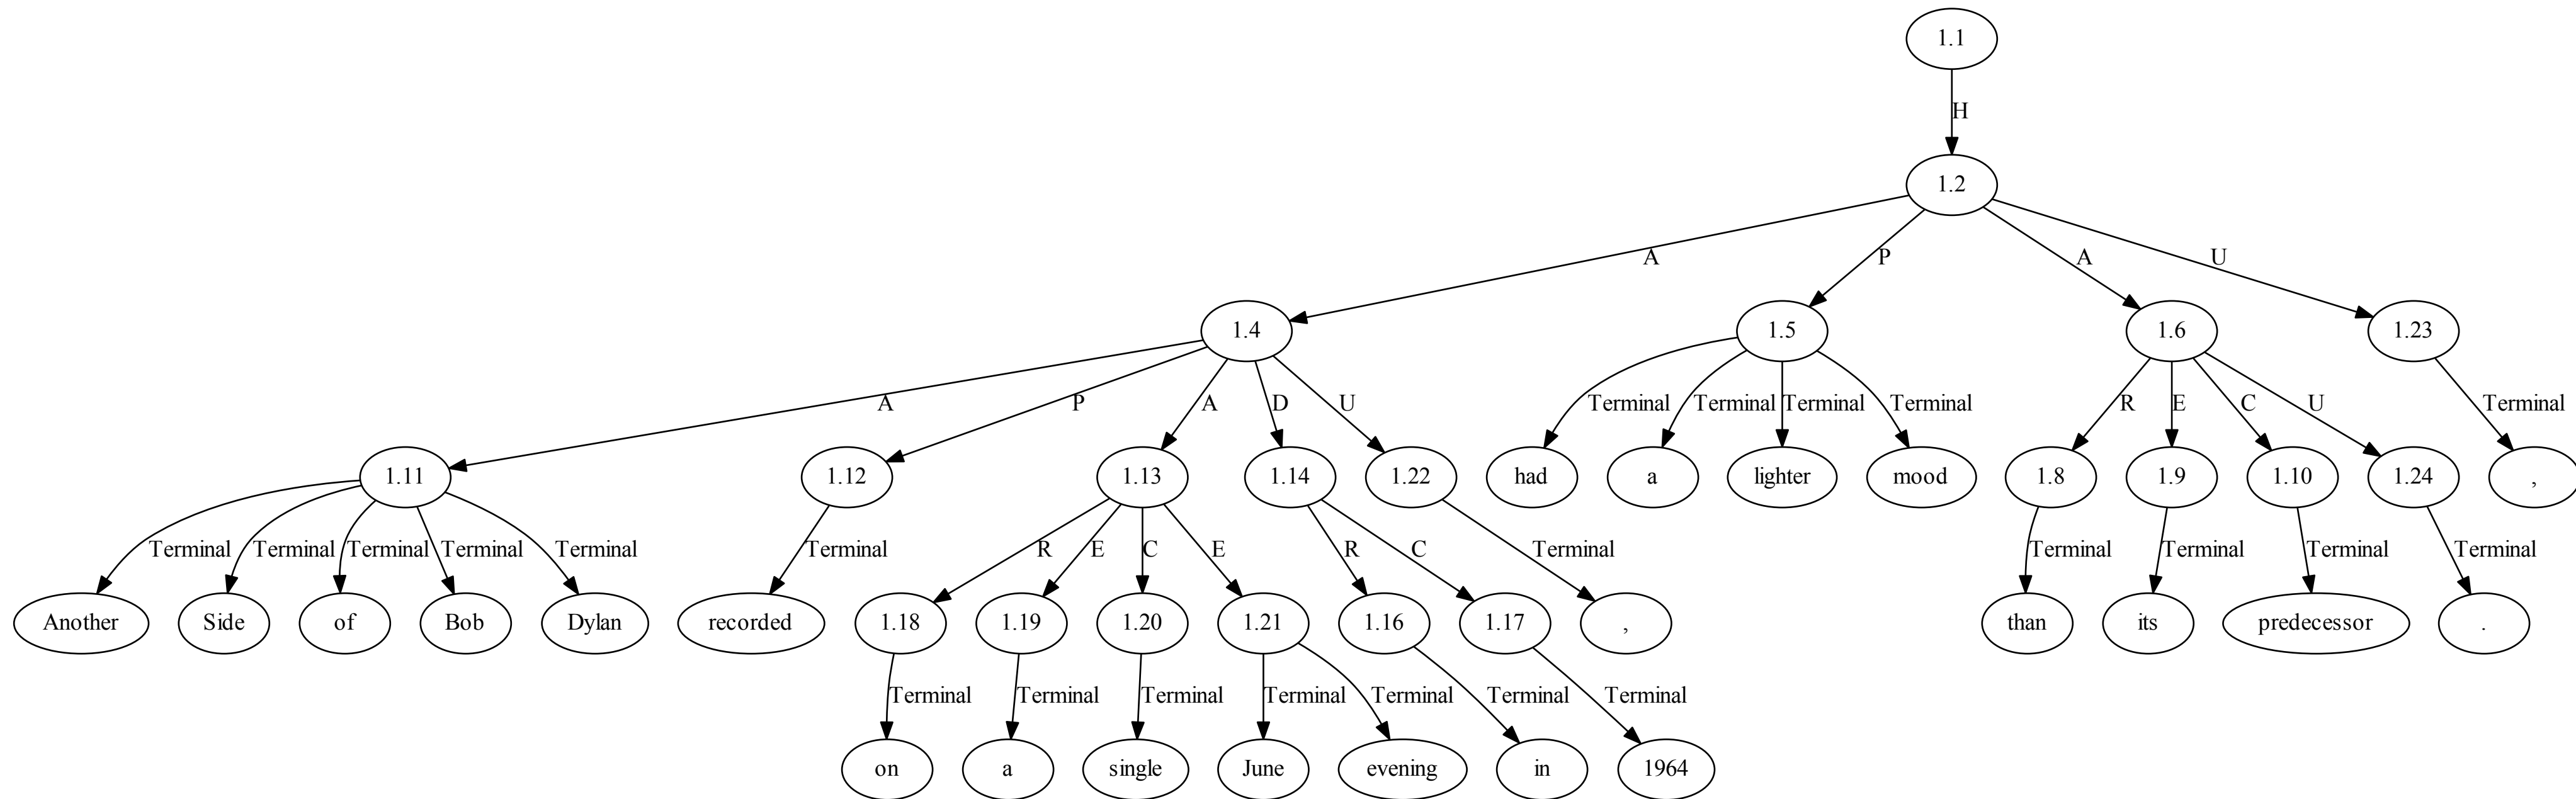 1.1
H
1.2
A P A U
1.4 1.5 1.6 1.23
A P A D U Terminal Terminal Terminal Terminal R E C U Terminal
1.11 1.12 1.13 1.14 1.22 had a lighter mood 1.8 1.9 1.10 1.24 ,
Terminal Terminal Terminal Terminal Terminal Terminal R E C E R C Terminal Terminal Terminal Terminal Terminal
Another Side of Bob Dylan recorded 1.18 1.19 1.20 1.21 1.16 1.17 , than its predecessor .
Terminal Terminal Terminal Terminal Terminal Terminal Terminal
on a single June evening in 1964